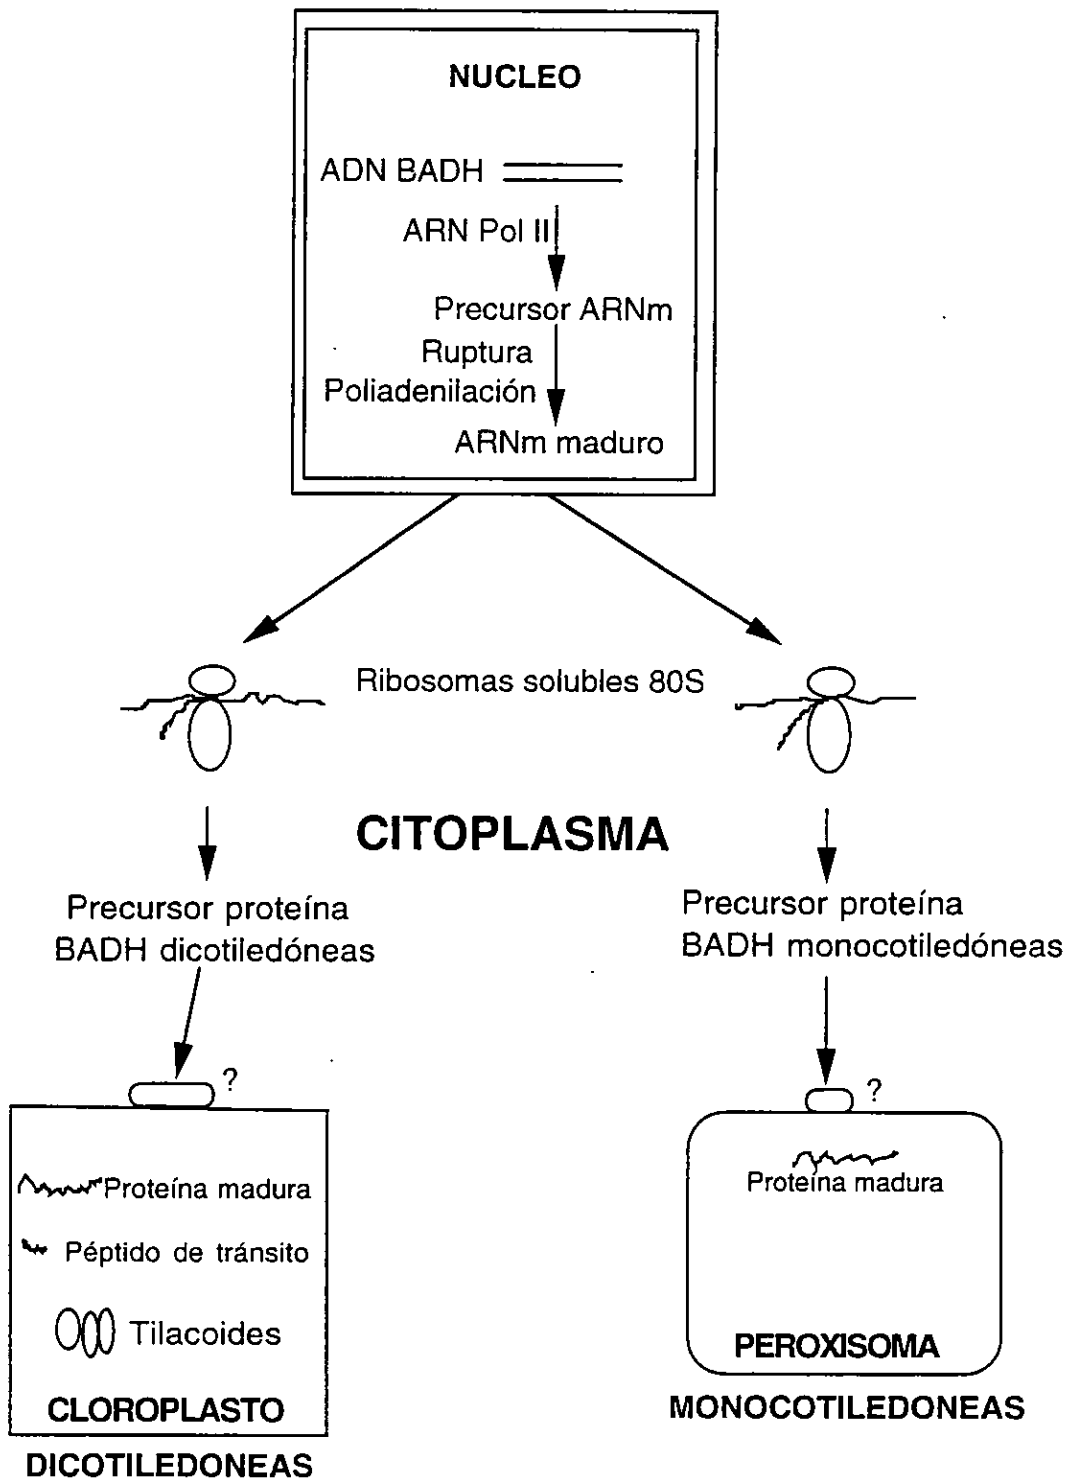 NUCLEO
ADN BADH
ARN Pol II
Precursor ARNm
Ruptura
Poliadenilación
ARNm maduro
Ribosomas solubles 80S
CITOPLASMA
Precursor proteína
BADH dicotiledóneas
Precursor proteína
BADH monocotiledóneas
?
?
Proteína madura
Péptido de tránsito
Tilacoides
CLOROPLASTO
DICOTILEDONEAS
Proteína madura
PEROXISOMA
MONOCOTILEDONEAS